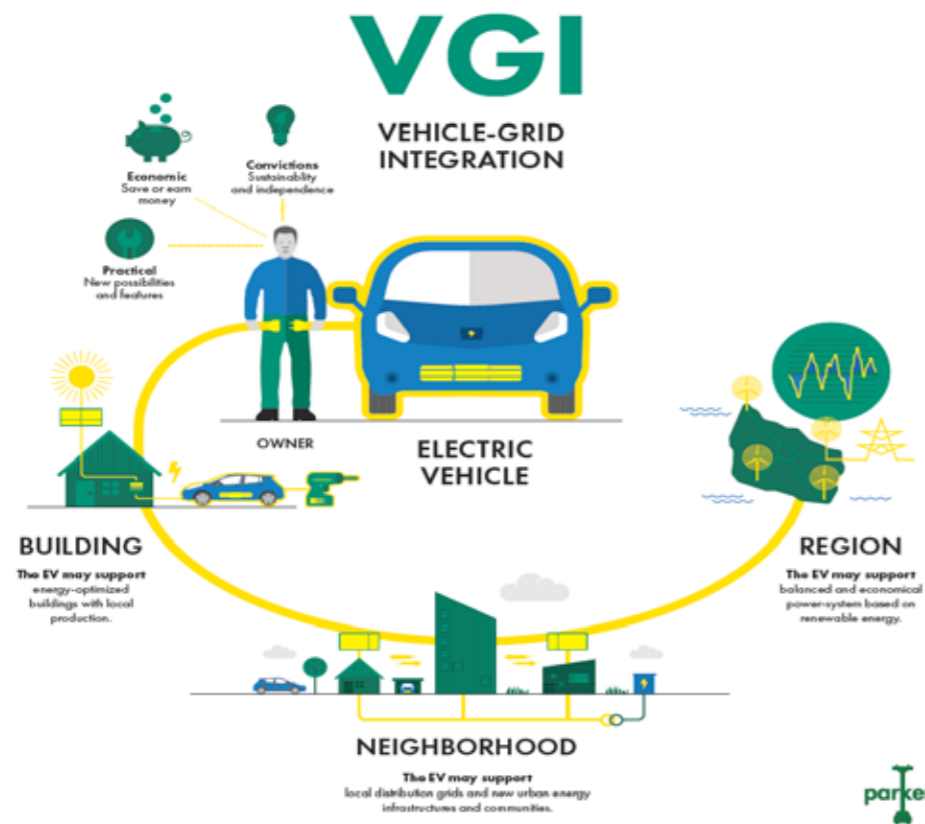 VGI
VEHICLE-GRID
INTEGRATION
Economic
Save or earn
money
Convictions
Sustainablity
and independence
Practical
New possibilities
and features
OWNER
ELECTRIC
VEHICLE
BUILDING
The EV may support
energy-optimized
buildings with local
production.
REGION
The EV may support
balanced and economical
power-system based on
renewable energy.
NEIGHBORHOOD
The EV may support
local distribution grids and new urban energy
infrastructures and communities.
parke